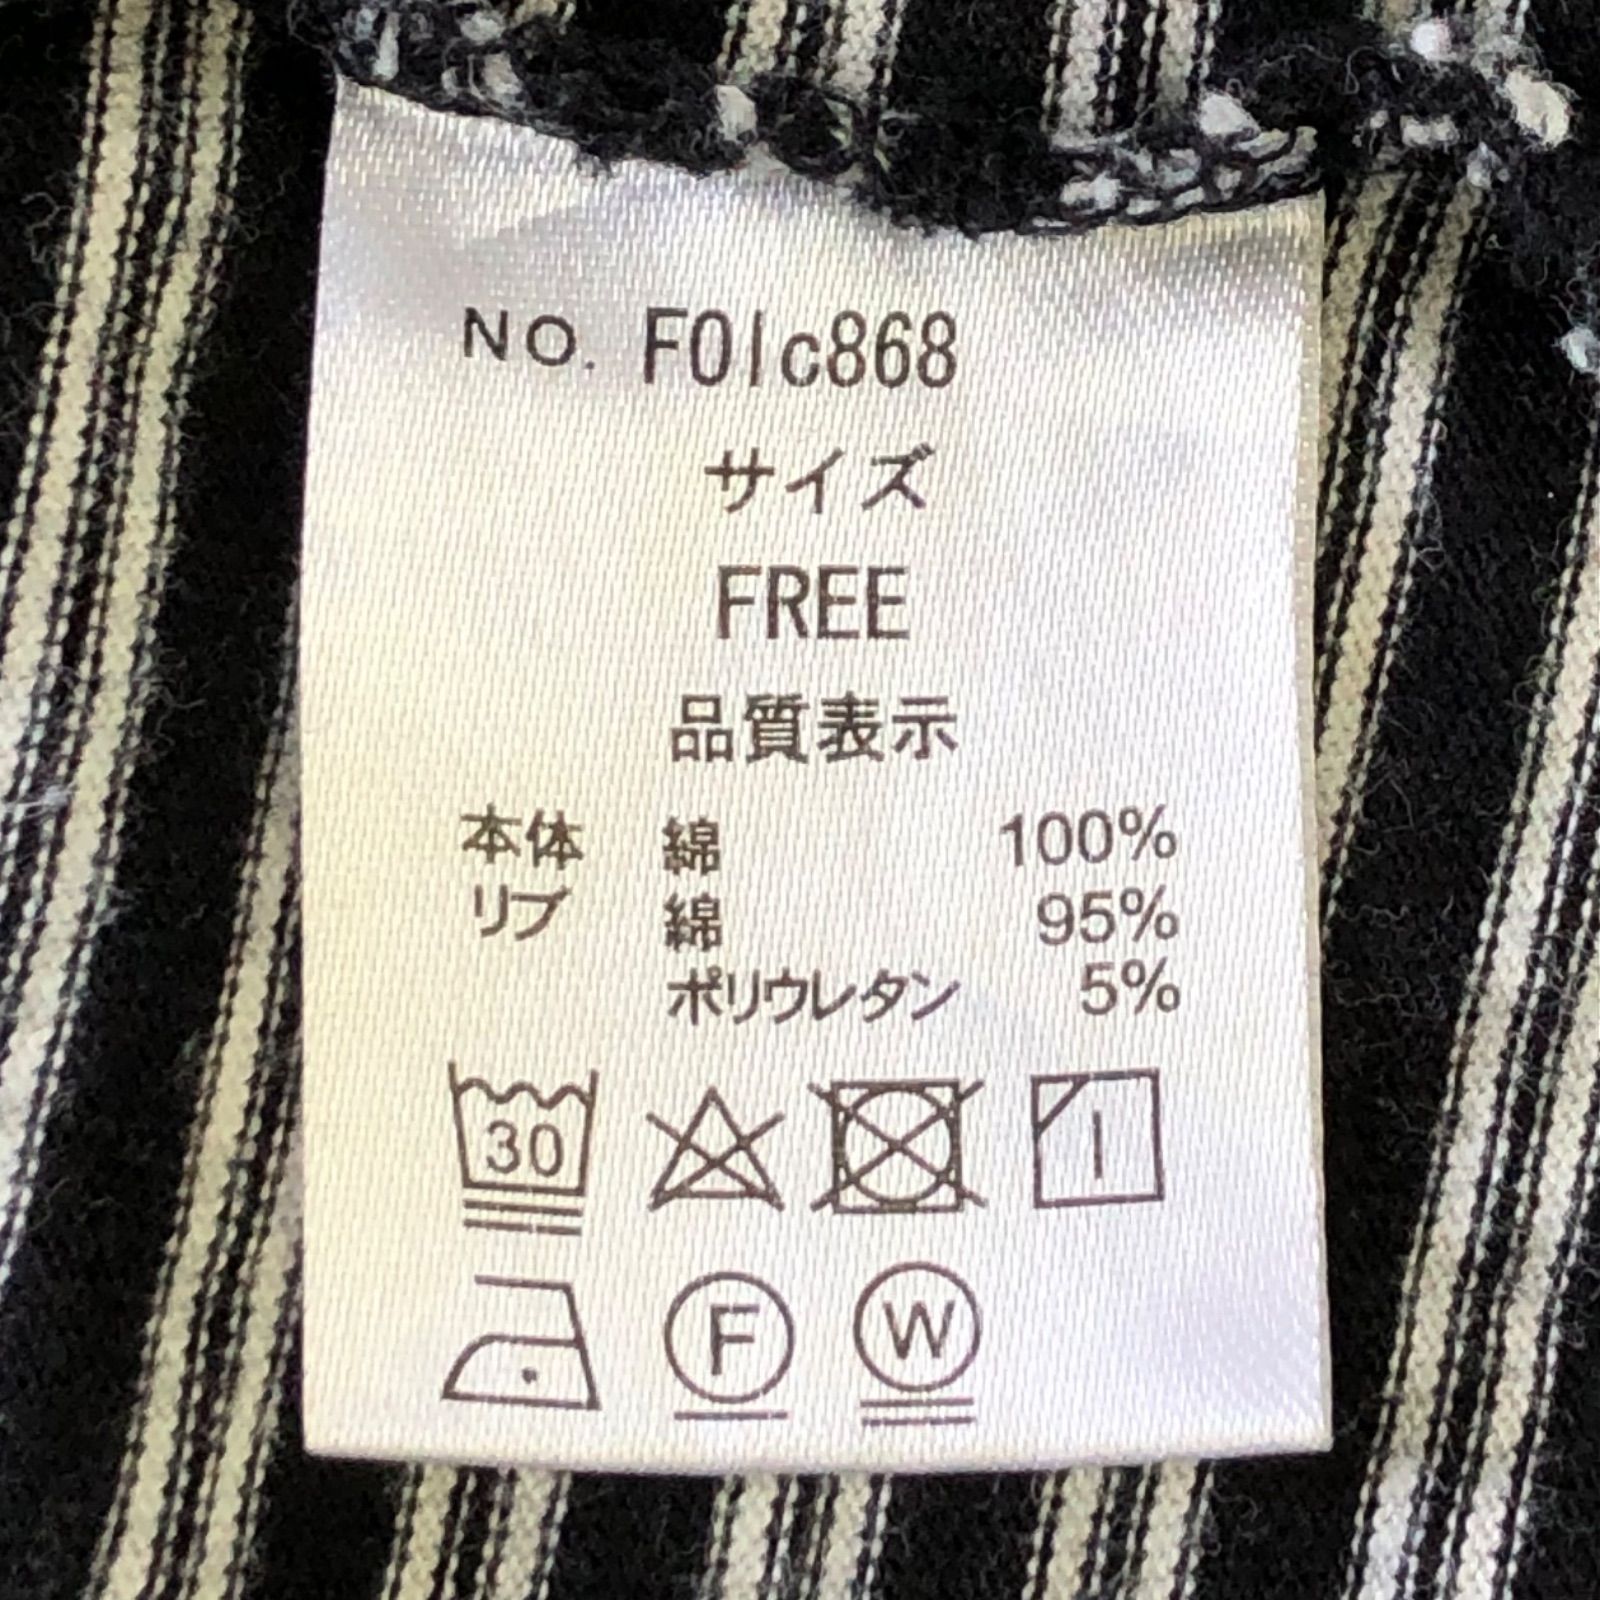 NO. F01c868
サイズ
FREE
品質表示
本体 綿 100%
リブ 綿 95%
ポリウレタン 5%
30
F W